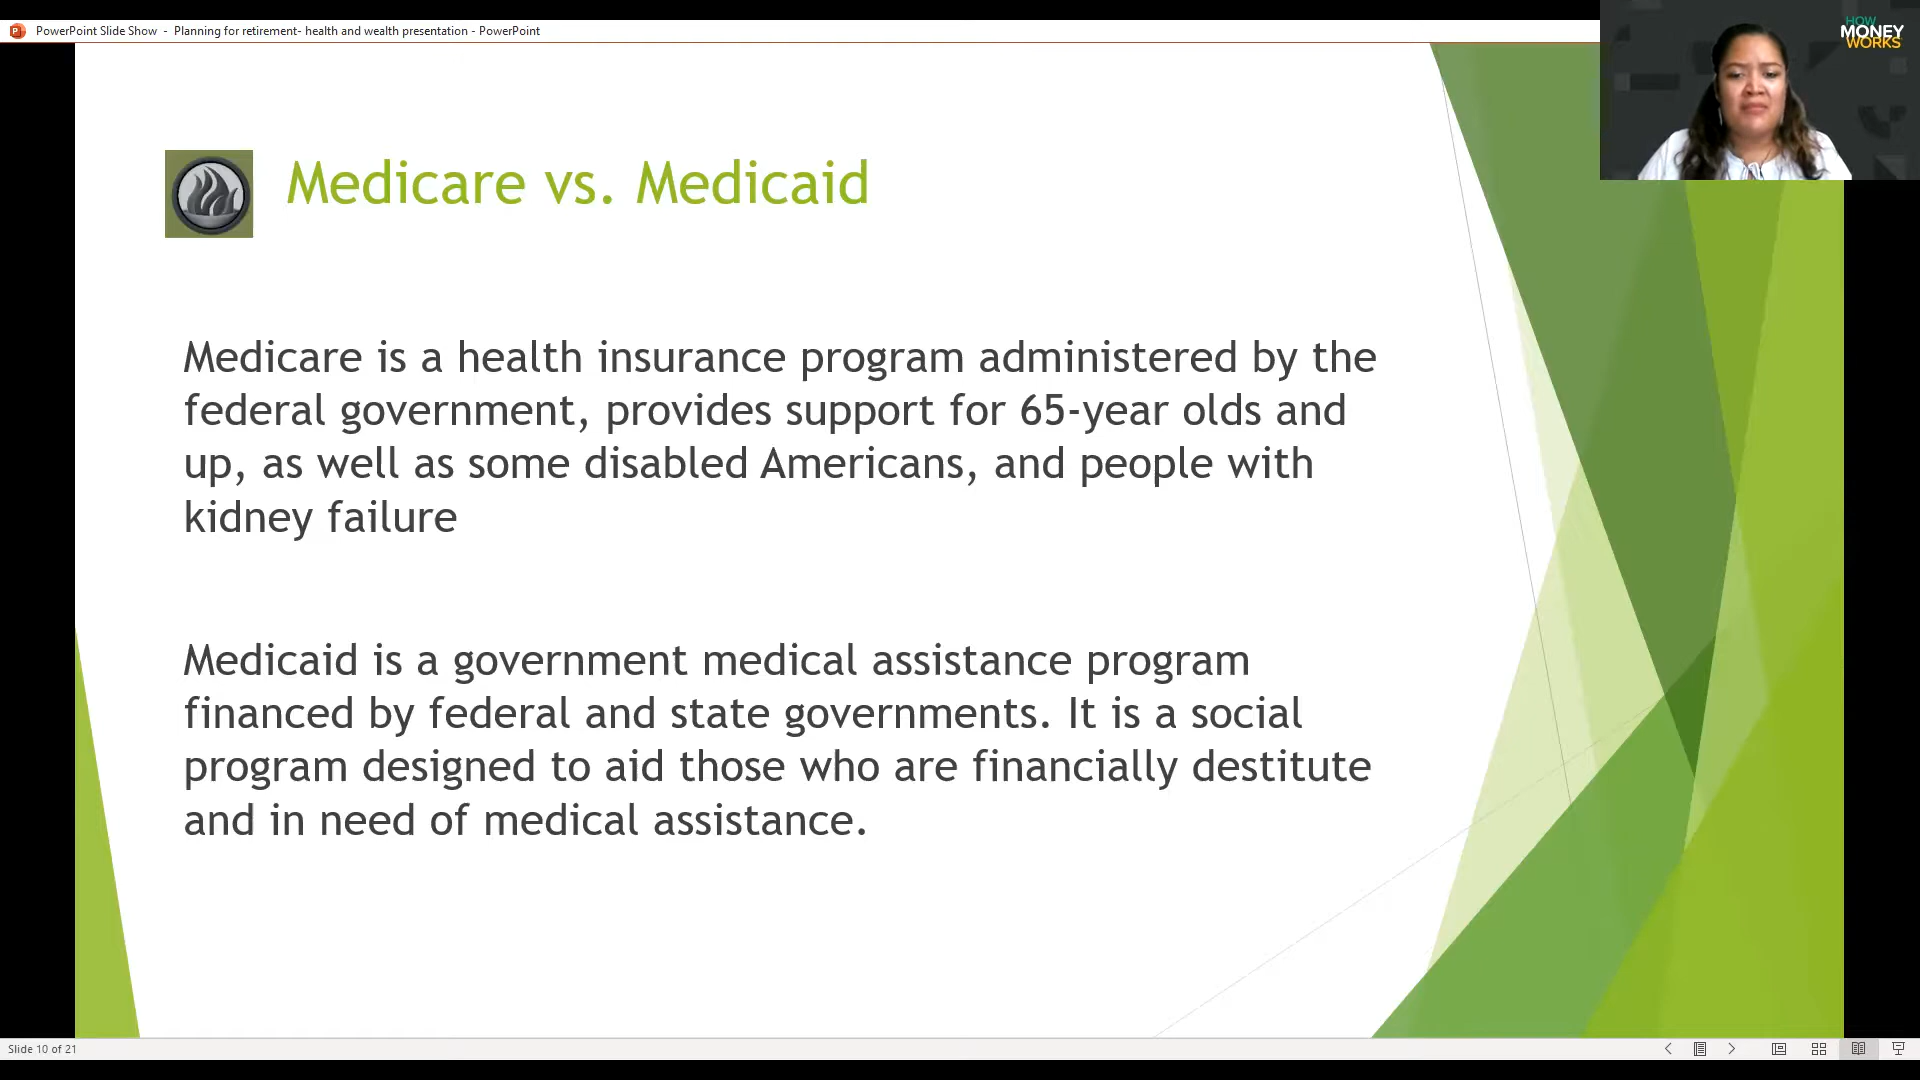 PowerPoint Slide Show - Planning for retirement- health and wealth presentation - PowerPoint
HOW
MONEY
WORKS
Medicare vs. Medicaid
Medicare is a health insurance program administered by the
federal government, provides support for 65-year olds and
up, as well as some disabled Americans, and people with
kidney failure
Medicaid is a government medical assistance program
financed by federal and state governments. It is a social
program designed to aid those who are financially destitute
and in need of medical assistance.
Slide 10 of 21